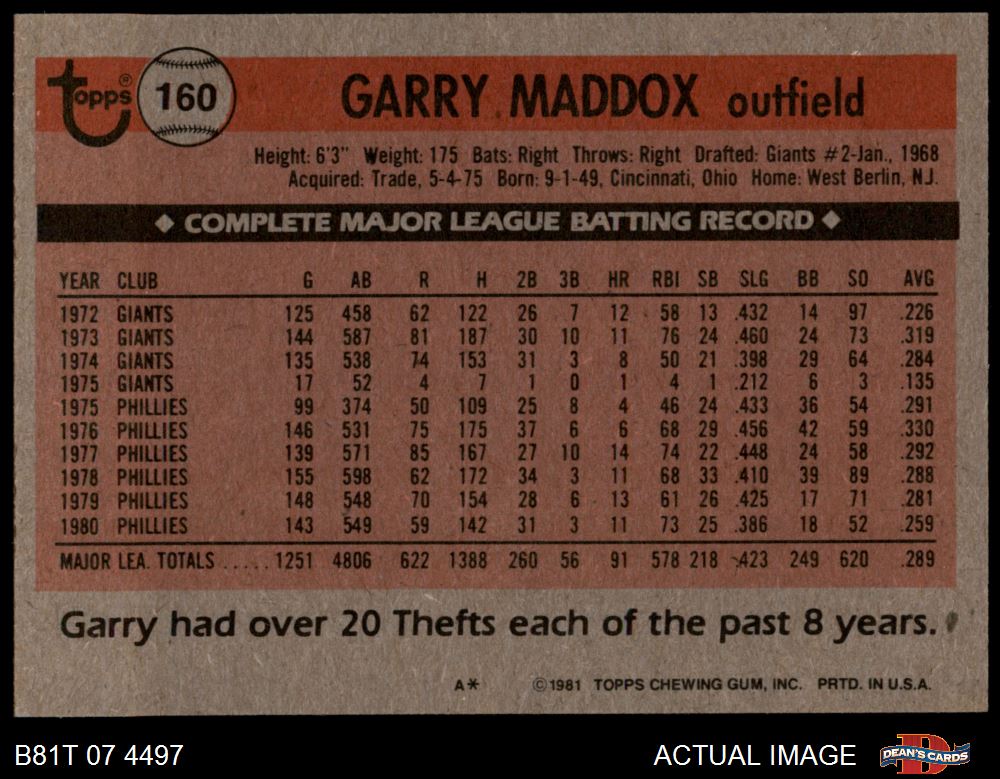 Topps® 160 GARRY MADDOX outfield
Height: 6'3" Weight: 175 Bats: Right Throws: Right Drafted: Giants #2-Jan., 1968
Acquired: Trade, 5-4-75 Born: 9-1-49, Cincinnati, Ohio Home: West Berlin, N.J.
◆ COMPLETE MAJOR LEAGUE BATTING RECORD ◆
YEAR CLUB G AB R H 2B 3B HR RBI SB SLG BB SO AVG
1972 GIANTS 125 458 62 122 26 7 12 58 13 .432 14 97 .226
1973 GIANTS 144 587 81 187 30 10 11 76 24 .460 24 73 .319
1974 GIANTS 135 538 74 153 31 3 8 50 21 .398 29 64 .284
1975 GIANTS 17 52 4 7 1 0 1 4 1 .212 6 3 .135
1975 PHILLIES 99 374 50 109 25 8 4 46 24 .433 36 54 .291
1976 PHILLIES 146 531 75 175 37 6 6 68 29 .456 42 59 .330
1977 PHILLIES 139 571 85 167 27 10 14 74 22 .448 24 58 .292
1978 PHILLIES 155 598 62 172 34 3 11 68 33 .410 39 89 .288
1979 PHILLIES 148 548 70 154 28 6 13 61 26 .425 17 71 .281
1980 PHILLIES 143 549 59 142 31 3 11 73 25 .386 18 52 .259
MAJOR LEA. TOTALS ..... 1251 4806 622 1388 260 56 91 578 218 .423 249 620 .289
Garry had over 20 Thefts each of the past 8 years.
A* ©1981 TOPPS CHEWING GUM, INC. PRTD. IN U.S.A.
B81T 07 4497 ACTUAL IMAGE DEAN'S CARDS